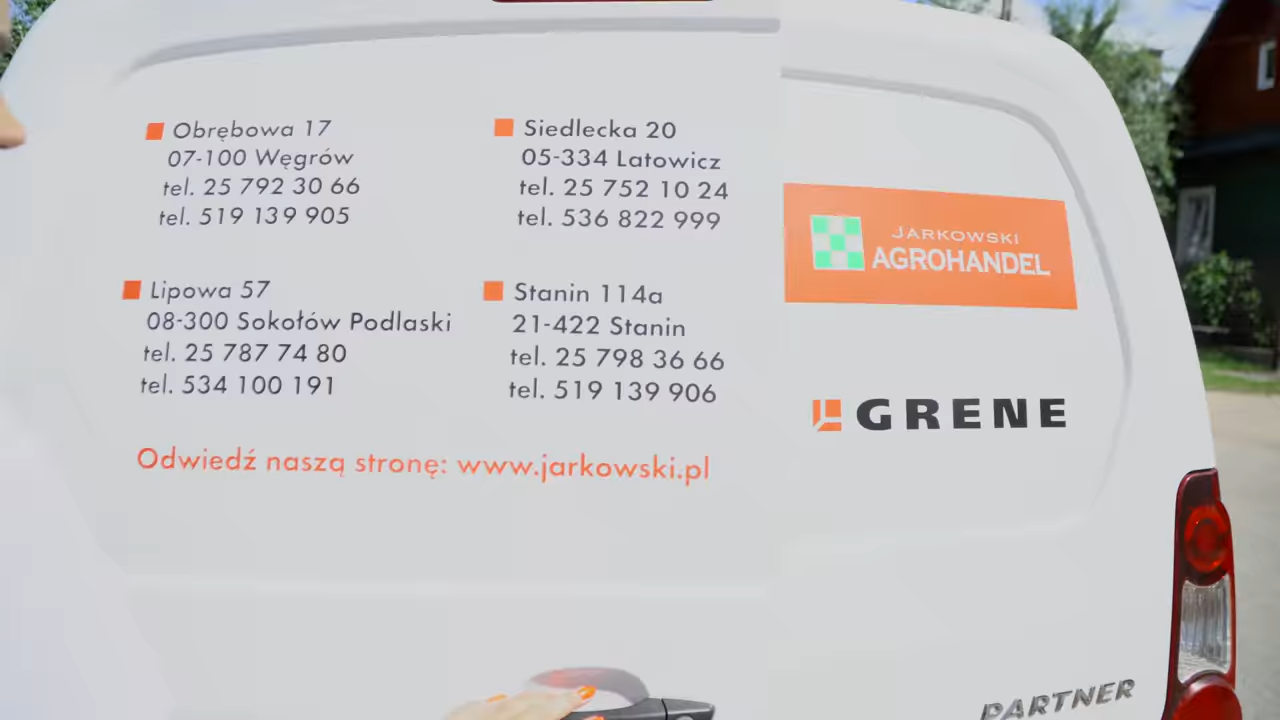 Obrębowa 17
07-100 Węgrów
tel. 25 792 30 66
tel. 519 139 905
Siedlecka 20
05-334 Latowicz
tel. 25 752 10 24
tel. 536 822 999
Lipowa 57
08-300 Sokołów Podlaski
tel. 25 787 74 80
tel. 534 100 191
Stanin 114a
21-422 Stanin
tel. 25 798 36 66
tel. 519 139 906
Odwiedź naszą stronę: www.jarkowski.pl
JARKOWSKI
AGROHANDEL
GRENE
PARTNER